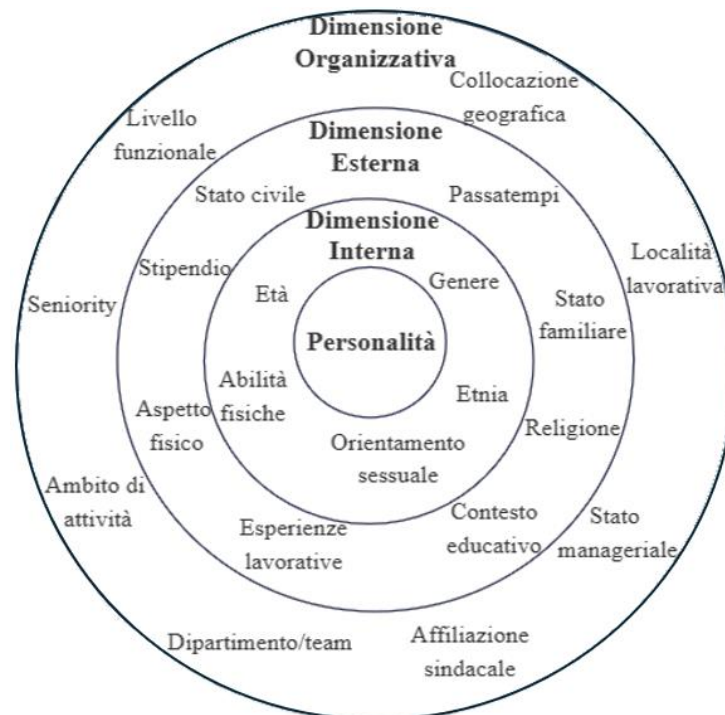 Dimensione
Organizzativa
Collocazione
geografica
Livello
funzionale
Dimensione
Esterna
Stato civile
Passatempi
Dimensione
Interna
Località
lavorativa
Stipendio
Genere
Età
Seniority
Stato
familiare
Personalità
Abilità
fisiche
Etnia
Aspetto
fisico
Religione
Orientamento
sessuale
Ambito di
attività
Contesto
educativo
Stato
manageriale
Esperienze
lavorative
Dipartimento/team
Affiliazione
sindacale